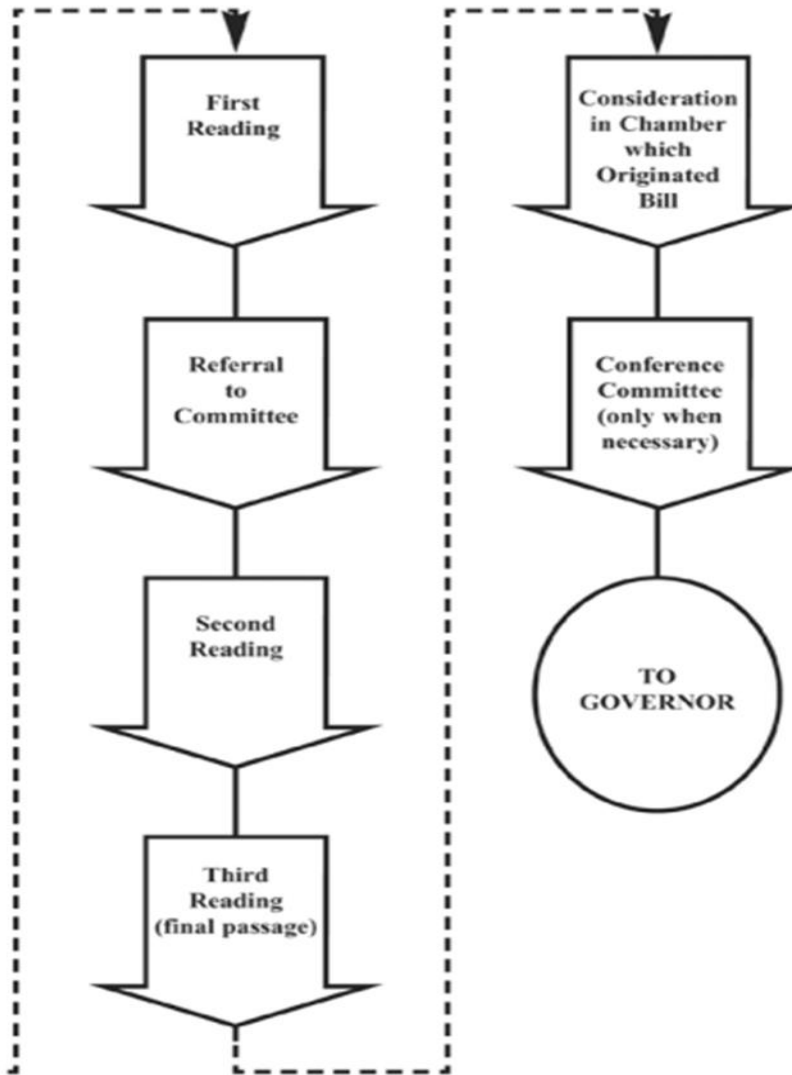 First
Reading
Referral
to
Committee
Second
Reading
Third
Reading
(final passage)
Consideration
in Chamber
which
Originated
Bill
Conference
Committee
(only when
necessary)
TO
GOVERNOR